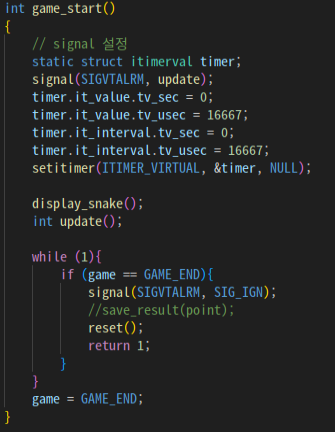 int game_start()
{
    // signal 설정
    static struct itimerval timer;
    signal(SIGVTALRM, update);
    timer.it_value.tv_sec = 0;
    timer.it_value.tv_usec = 16667;
    timer.it_interval.tv_sec = 0;
    timer.it_interval.tv_usec = 16667;
    setitimer(ITIMER_VIRTUAL, &timer, NULL);

    display_snake();
    int update();

    while (1){
        if (game == GAME_END){
            signal(SIGVTALRM, SIG_IGN);
            //save_result(point);
            reset();
            return 1;
        }
    }
    game = GAME_END;
}